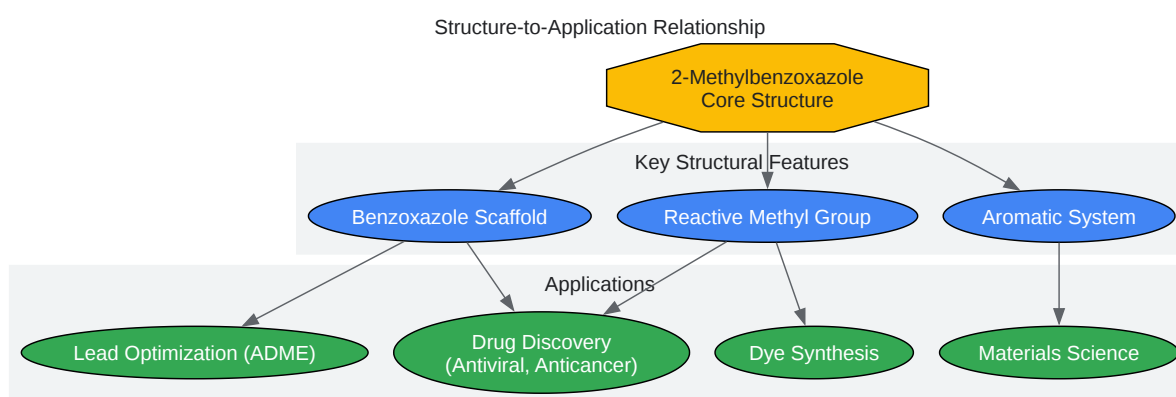 Structure-to-Application Relationship
2-Methylbenzoxazole
Core Structure
Key Structural Features
Benzoxazole Scaffold
Reactive Methyl Group
Aromatic System
Applications
Lead Optimization (ADME)
Drug Discovery
(Antiviral, Anticancer)
Dye Synthesis
Materials Science